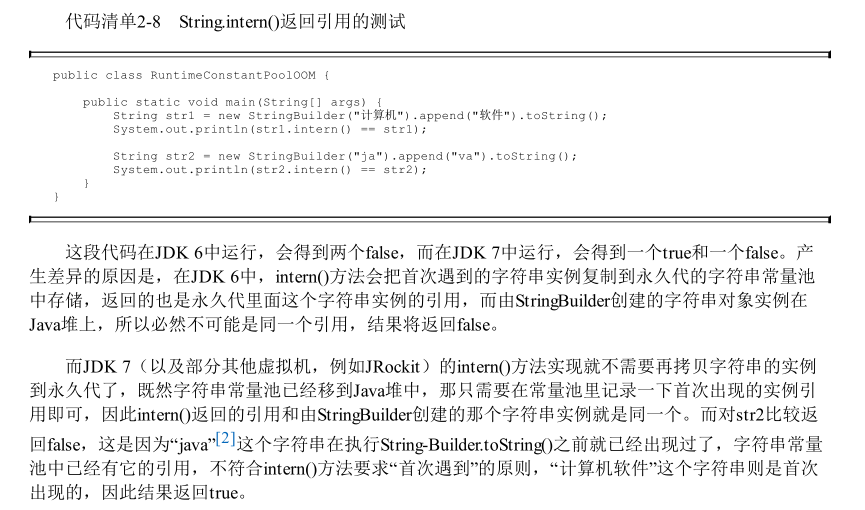 代码清单2-8 String.intern()返回引用的测试
public class RuntimeConstantPoolOOM {
public static void main(String[] args) {
String str1 = new StringBuilder("计算机").append("软件").toString();
System.out.println(str1.intern() == str1);
String str2 = new StringBuilder("ja").append("va").toString();
System.out.println(str2.intern() == str2);
}
}
这段代码在JDK 6中运行，会得到两个false，而在JDK 7中运行，会得到一个true和一个false。产
生差异的原因是，在JDK 6中，intern()方法会把首次遇到的字符串实例复制到永久代的字符串常量池
中存储，返回的也是永久代里面这个字符串实例的引用，而由StringBuilder创建的字符串对象实例在
Java堆上，所以必然不可能是同一个引用，结果将返回false。
而JDK 7（以及部分其他虚拟机，例如JRockit）的intern()方法实现就不需要再拷贝字符串的实例
到永久代了，既然字符串常量池已经移到Java堆中，那只需要在常量池里记录一下首次出现的实例引
用即可，因此intern()返回的引用和由StringBuilder创建的那个字符串实例就是同一个。而对str2比较返
回false，这是因为“java”[2]这个字符串在执行String-Builder.toString()之前就已经出现过了，字符串常量
池中已经有它的引用，不符合intern()方法要求“首次遇到”的原则，“计算机软件”这个字符串则是首次
出现的，因此结果返回true。